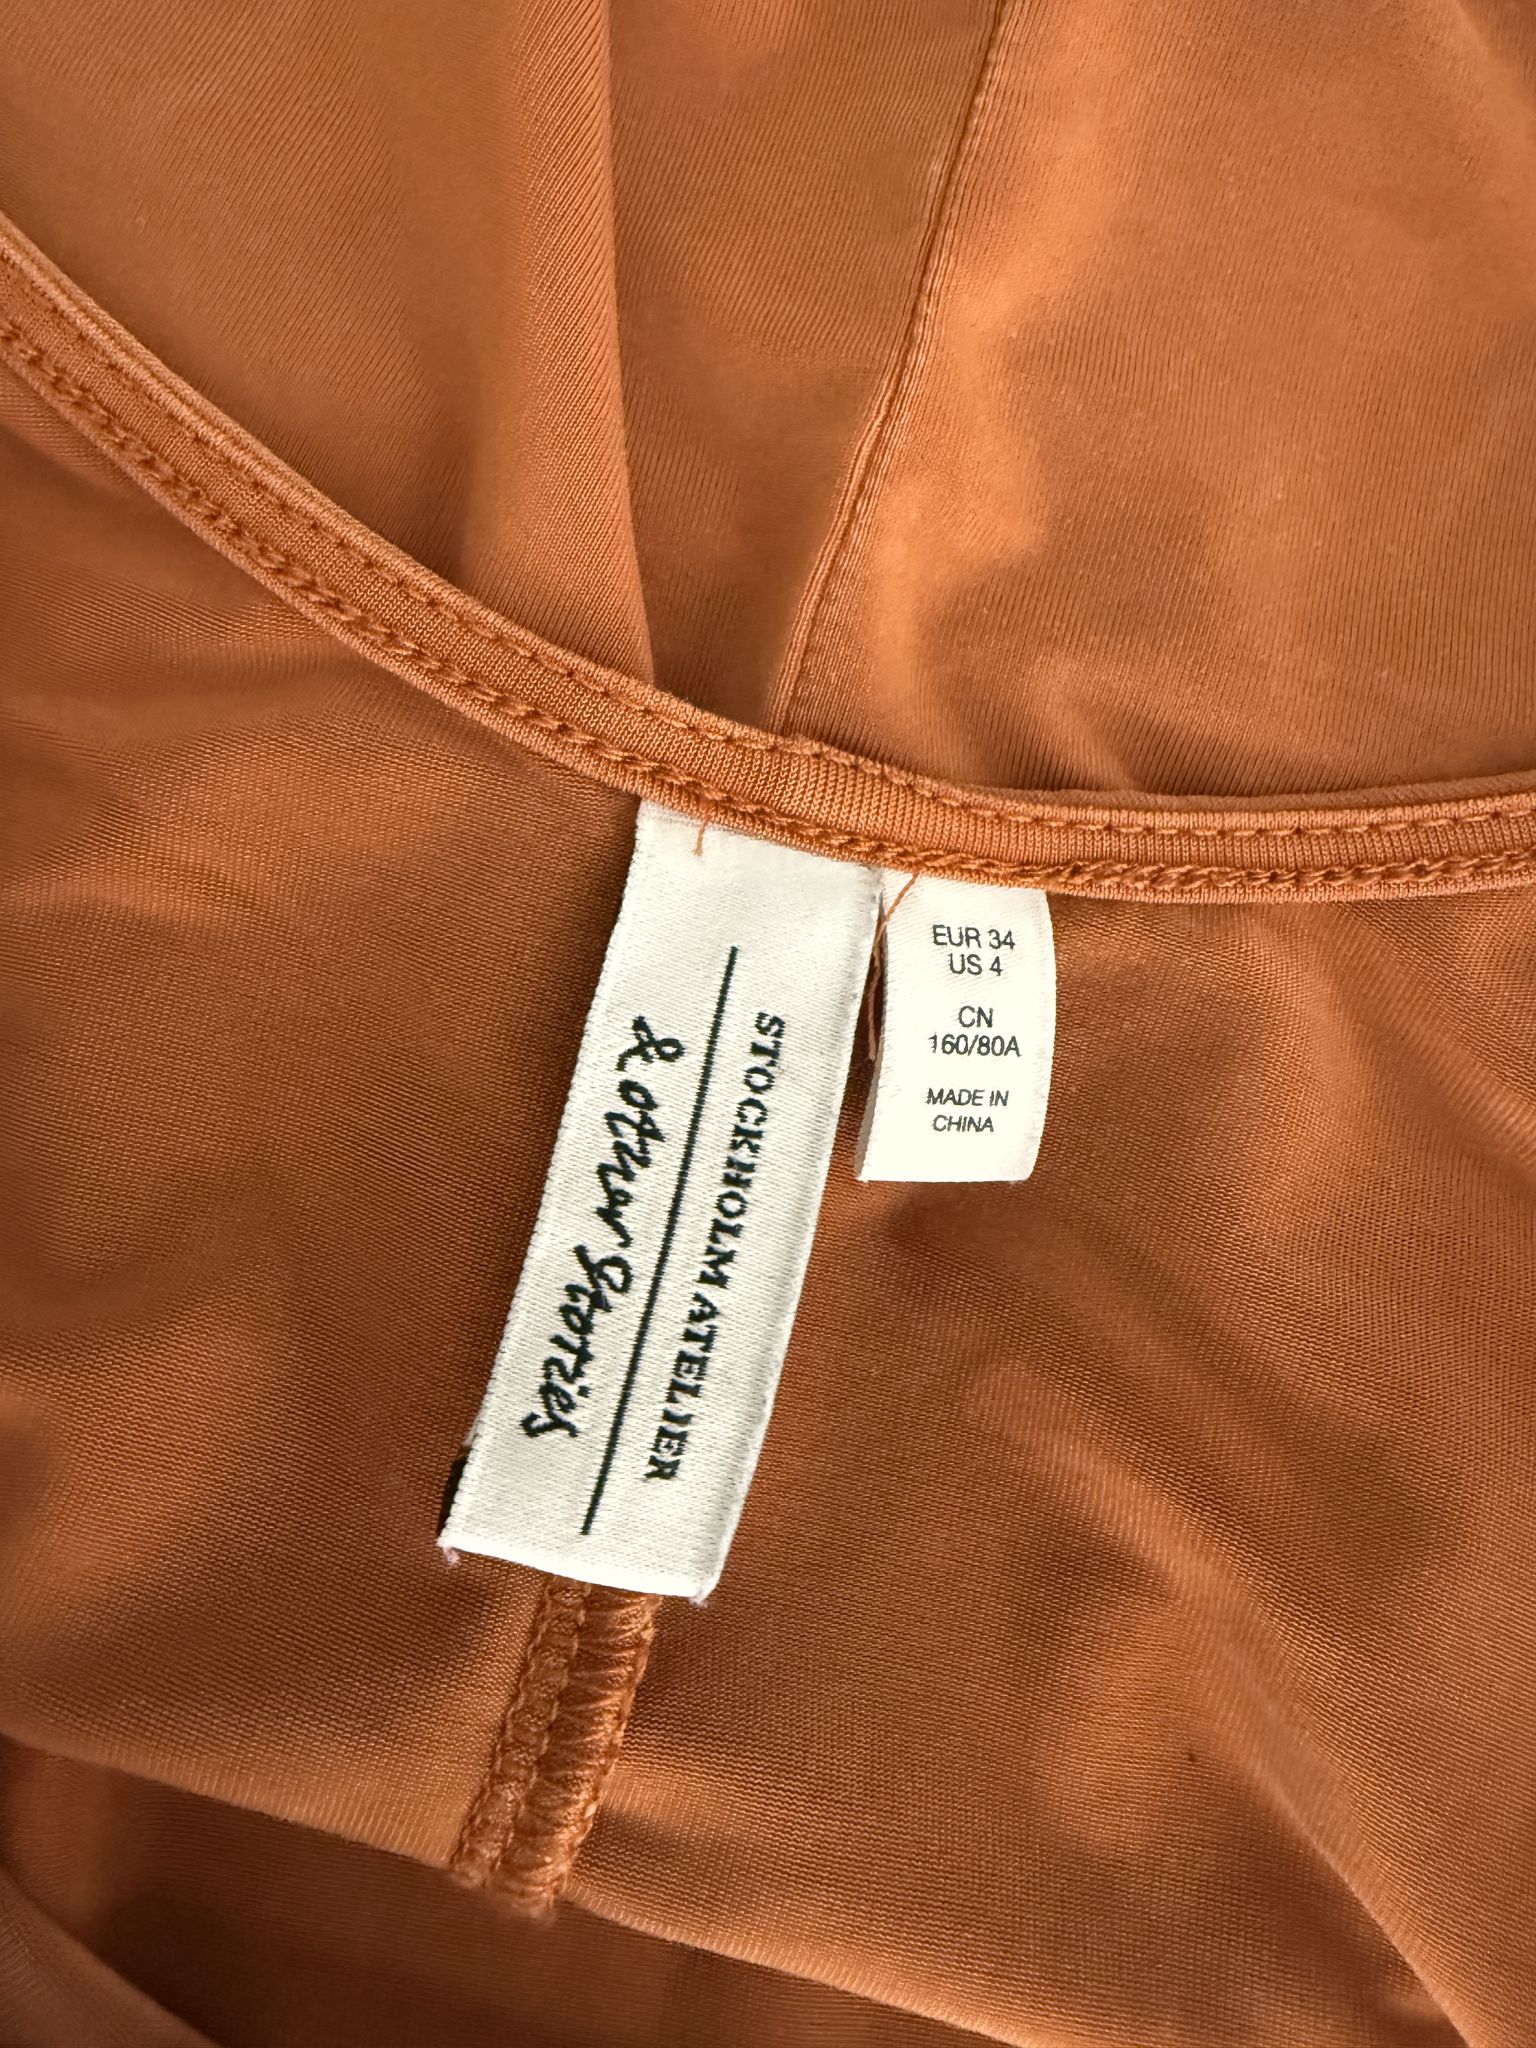 STOCKHOLM ATELIER
& Other Stories
EUR 34
US 4
CN
160/80A
MADE IN
CHINA